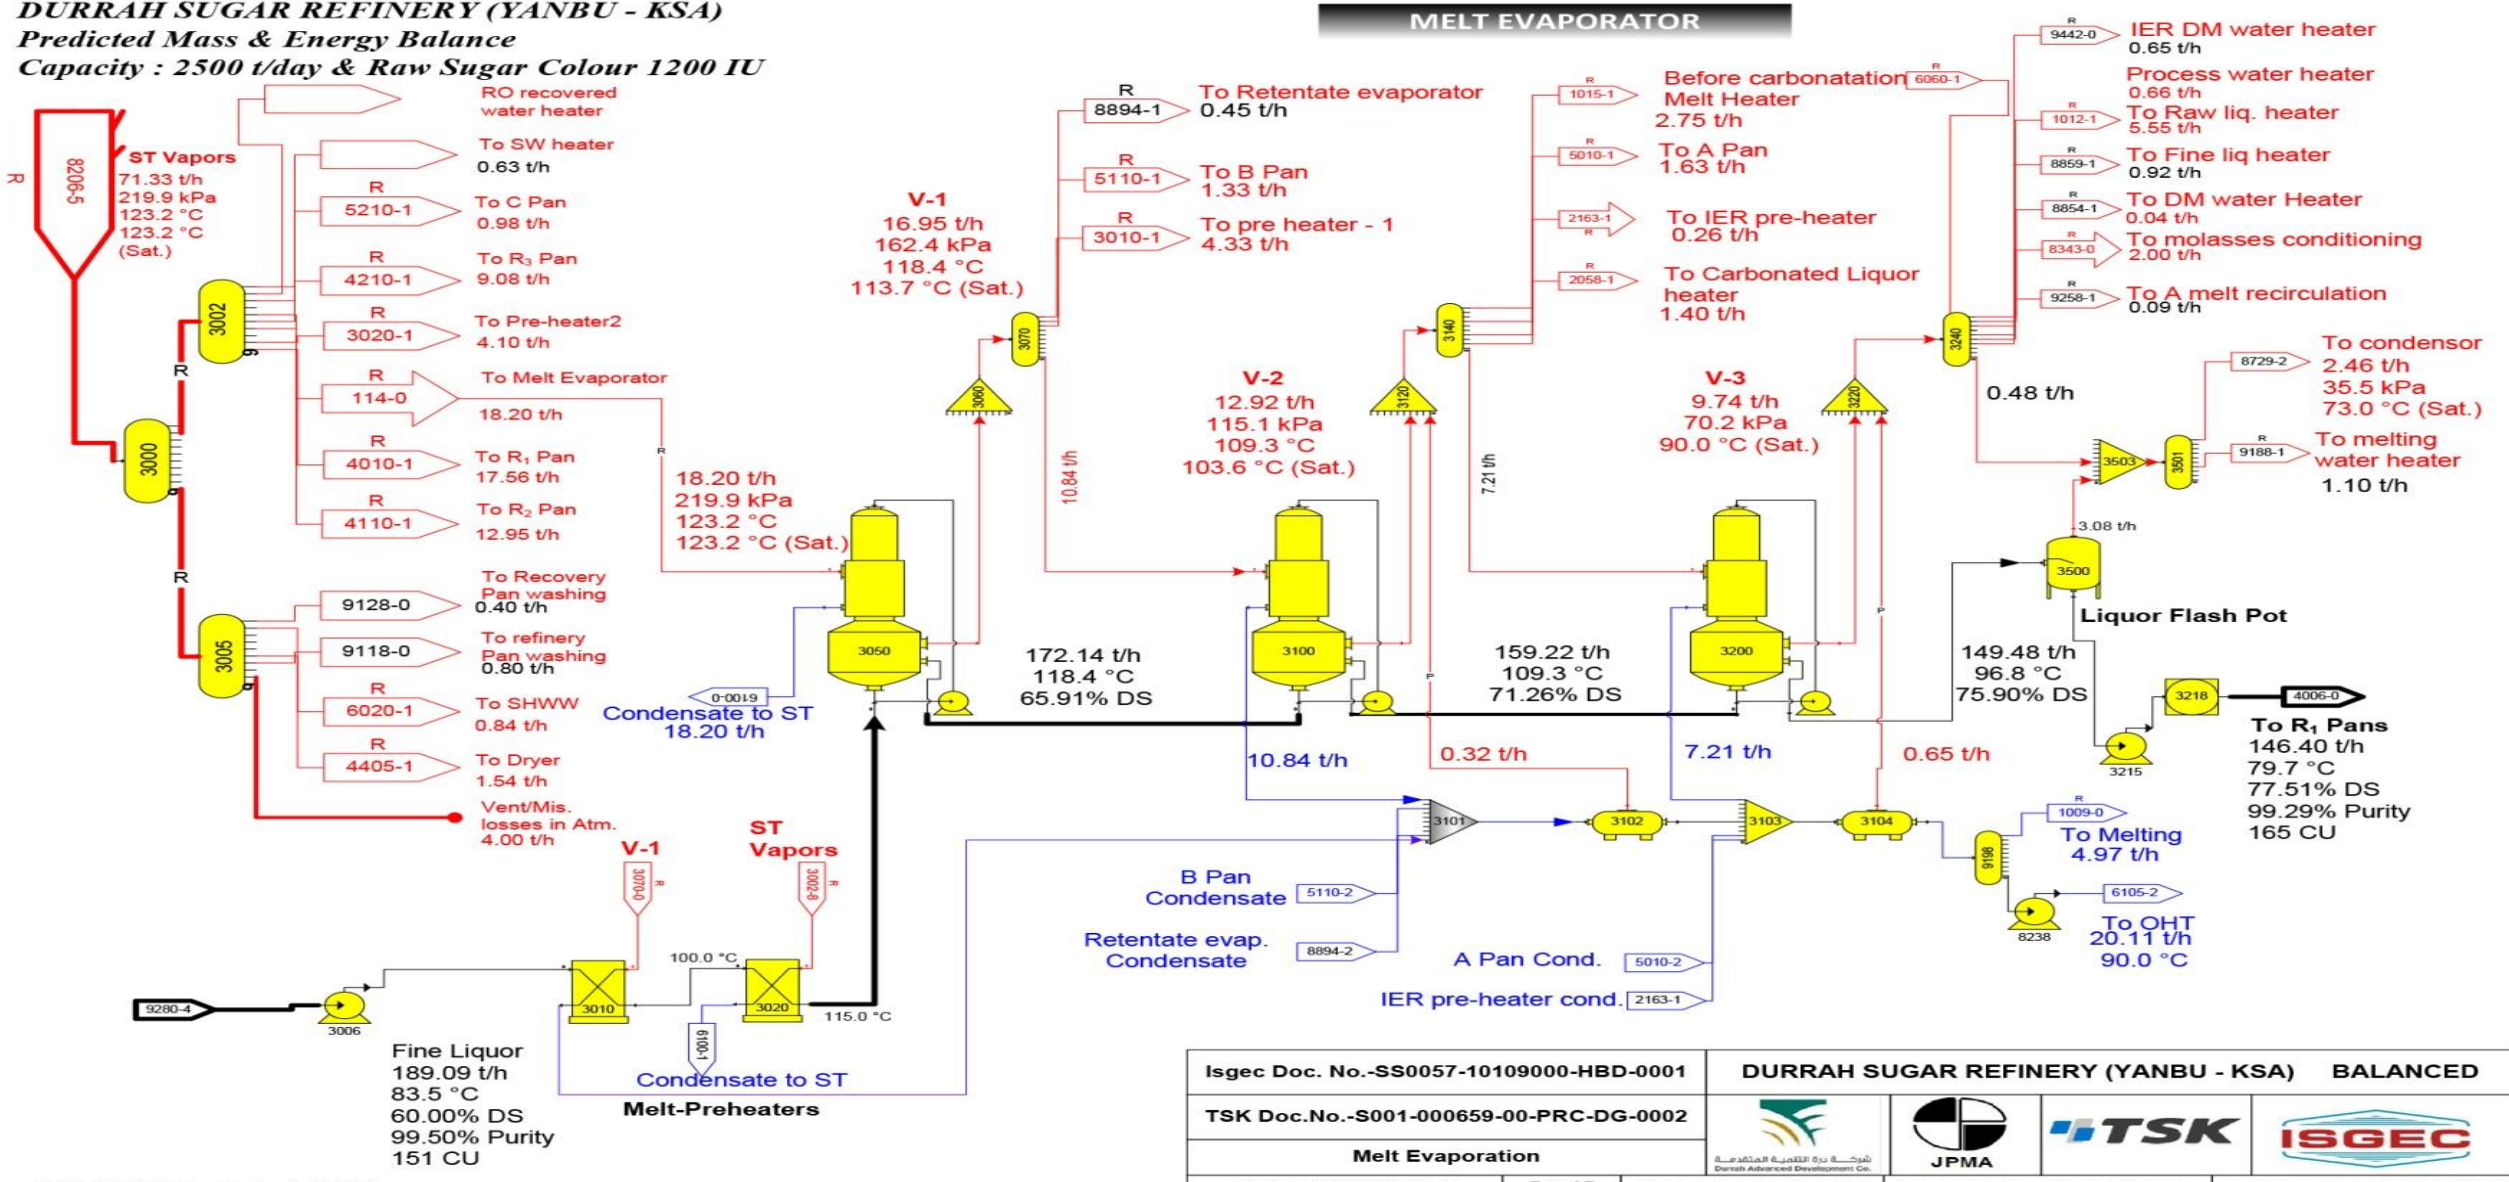 DURRAH SUGAR REFINERY (YANBU - KSA)
Predicted Mass & Energy Balance
Capacity : 2500 t/day & Raw Sugar Colour 1200 IU
MELT EVAPORATOR
8206-5
R
ST Vapors
71.33 t/h
219.9 kPa
123.2 °C
123.2 °C
(Sat.)
3000
R
R
3002
9
3005
9
RO recovered
water heater
To SW heater
0.63 t/h
R
5210-1
To C Pan
0.98 t/h
R
4210-1
To R₃ Pan
9.08 t/h
R
3020-1
To Pre-heater2
4.10 t/h
R
114-0
To Melt Evaporator
18.20 t/h
R
4010-1
To R₁ Pan
17.56 t/h
R
4110-1
To R₂ Pan
12.95 t/h
9128-0
To Recovery
Pan washing
0.40 t/h
9118-0
To refinery
Pan washing
0.80 t/h
R
6020-1
To SHWW
0.84 t/h
R
4405-1
To Dryer
1.54 t/h
Vent/Mis.
losses in Atm.
4.00 t/h
R
18.20 t/h
219.9 kPa
123.2 °C
123.2 °C (Sat.)
3050
6100-0
Condensate to ST
18.20 t/h
V-1
16.95 t/h
162.4 kPa
118.4 °C
113.7 °C (Sat.)
3060
3070
R
8894-1
To Retentate evaporator
0.45 t/h
R
5110-1
To B Pan
1.33 t/h
R
3010-1
To pre heater - 1
4.33 t/h
10.84 t/h
172.14 t/h
118.4 °C
65.91% DS
V-2
12.92 t/h
115.1 kPa
109.3 °C
103.6 °C (Sat.)
3120
3140
3100
R
1015-1
Before carbonatation
Melt Heater
2.75 t/h
R
6060-1
5010-1
To A Pan
1.63 t/h
2163-1
R
To IER pre-heater
0.26 t/h
R
2058-1
To Carbonated Liquor
heater
1.40 t/h
7.21 t/h
P
159.22 t/h
109.3 °C
71.26% DS
V-3
9.74 t/h
70.2 kPa
90.0 °C (Sat.)
3220
3240
3200
P
R
9442-0
IER DM water heater
0.65 t/h
Process water heater
0.66 t/h
R
1012-1
To Raw liq. heater
5.55 t/h
R
8859-1
To Fine liq heater
0.92 t/h
R
8854-1
To DM water Heater
0.04 t/h
R
8343-0
To molasses conditioning
2.00 t/h
R
9258-1
To A melt recirculation
0.09 t/h
0.48 t/h
3503
3501
8729-2
To condensor
2.46 t/h
35.5 kPa
73.0 °C (Sat.)
R
9188-1
To melting
water heater
1.10 t/h
3.08 t/h
3500
Liquor Flash Pot
149.48 t/h
96.8 °C
75.90% DS
3215
3218
4006-0
To R₁ Pans
146.40 t/h
79.7 °C
77.51% DS
99.29% Purity
165 CU
10.84 t/h
0.32 t/h
7.21 t/h
0.65 t/h
3101
3102
3103
3104
9198
R
1009-0
To Melting
4.97 t/h
8238
6105-2
To OHT
20.11 t/h
90.0 °C
B Pan
Condensate
5110-2
Retentate evap.
Condensate
8894-2
A Pan Cond.
5010-2
IER pre-heater cond.
2163-1
V-1
3070-0
R
ST
Vapors
3002-8
R
9280-4
3006
3010
100.0 °C
3020
115.0 °C
6100-1
Condensate to ST
Melt-Preheaters
Fine Liquor
189.09 t/h
83.5 °C
60.00% DS
99.50% Purity
151 CU
Isgec Doc. No.-SS0057-10109000-HBD-0001
DURRAH SUGAR REFINERY (YANBU - KSA) BALANCED
TSK Doc.No.-S001-000659-00-PRC-DG-0002
Melt Evaporation
شركة درة التنمية المتقدمة
Durrah Advanced Development Co.
JPMA
TSK
ISGEC